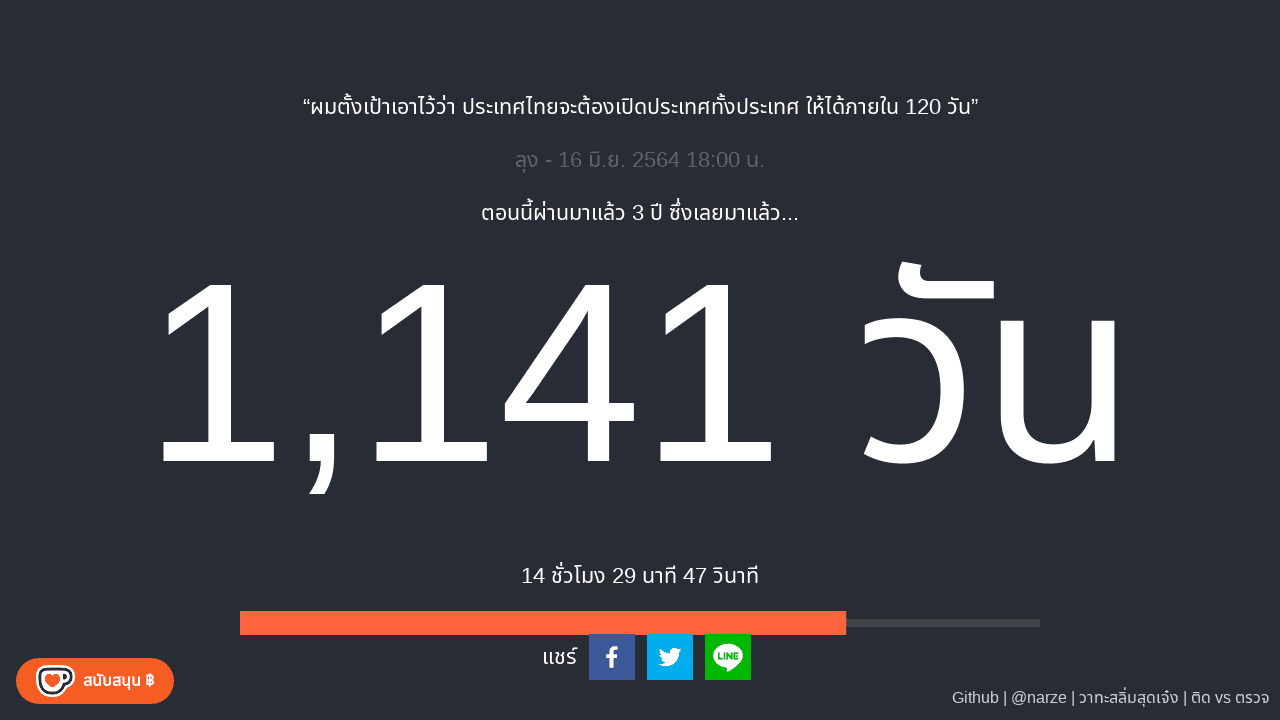 “ผมตั้งเป้าเอาไว้ว่า ประเทศไทยจะต้องเปิดประเทศทั้งประเทศ ให้ได้ภายใน 120 วัน”
ลุง - 16 มิ.ย. 2564 18:00 น.
ตอนนี้ผ่านมาแล้ว 3 ปี ซึ่งเลยมาแล้ว...
1,141 วัน
14 ชั่วโมง 29 นาที 47 วินาที
แชร์
LINE
สนับสนุน ฿
Github | @narze | วาทะสลิ่มสุดเจ๋ง | ติด vs ตรวจ